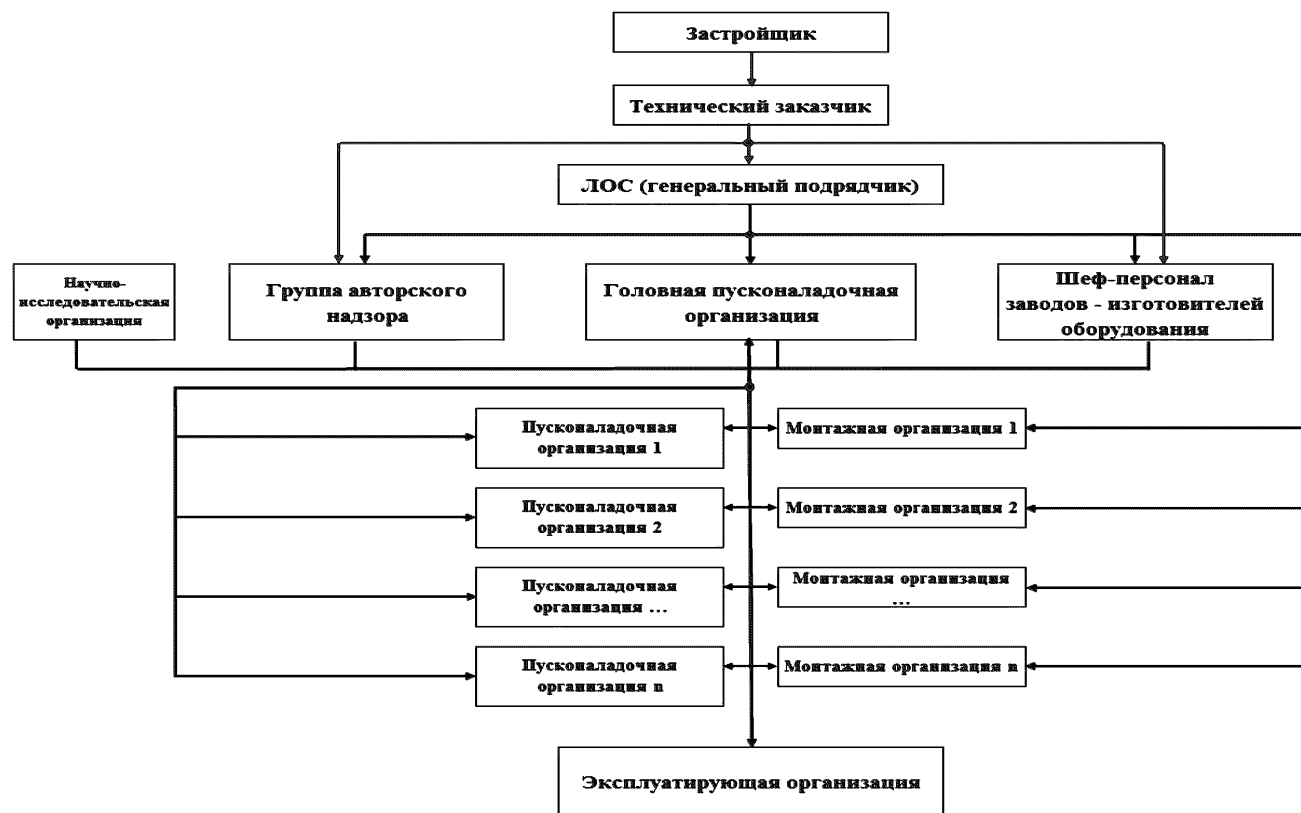 Застройщик
Технический заказчик
ЛОС (генеральный подрядчик)
Научно-
исследовательская
организация
Группа авторского
надзора
Головная пусконаладочная
организация
Шеф-персонал
заводов - изготовителей
оборудования
Пусконаладочная
организация 1
Монтажная организация 1
Пусконаладочная
организация 2
Монтажная организация 2
Пусконаладочная
организация ...
Монтажная организация
...
Пусконаладочная
организация n
Монтажная организация n
Эксплуатирующая организация